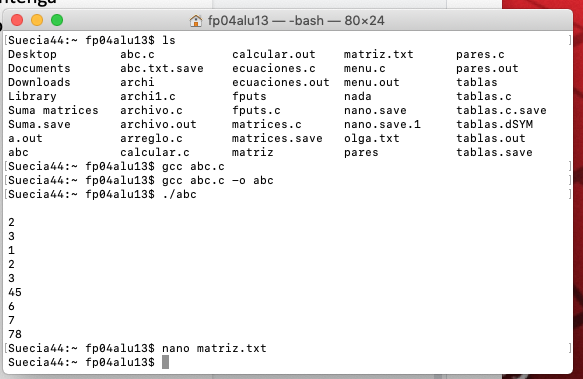 fp04alu13 — -bash — 80×24
[Suecia44:~ fp04alu13$ ls ]
Desktop abc.c calcular.out matriz.txt pares.c
Documents abc.txt.save ecuaciones.c menu.c pares.out
Downloads archi ecuaciones.out menu.out tablas
Library archi1.c fputs nada tablas.c
Suma matrices archivo.c fputs.c nano.save tablas.c.save
Suma.save archivo.out matrices.c nano.save.1 tablas.dSYM
a.out arreglo.c matrices.save olga.txt tablas.out
abc calcular.c matriz pares tablas.save
[Suecia44:~ fp04alu13$ gcc abc.c ]
[Suecia44:~ fp04alu13$ gcc abc.c -o abc ]
[Suecia44:~ fp04alu13$ ./abc ]
2
3
1
2
3
45
6
7
78
[Suecia44:~ fp04alu13$ nano matriz.txt ]
Suecia44:~ fp04alu13$